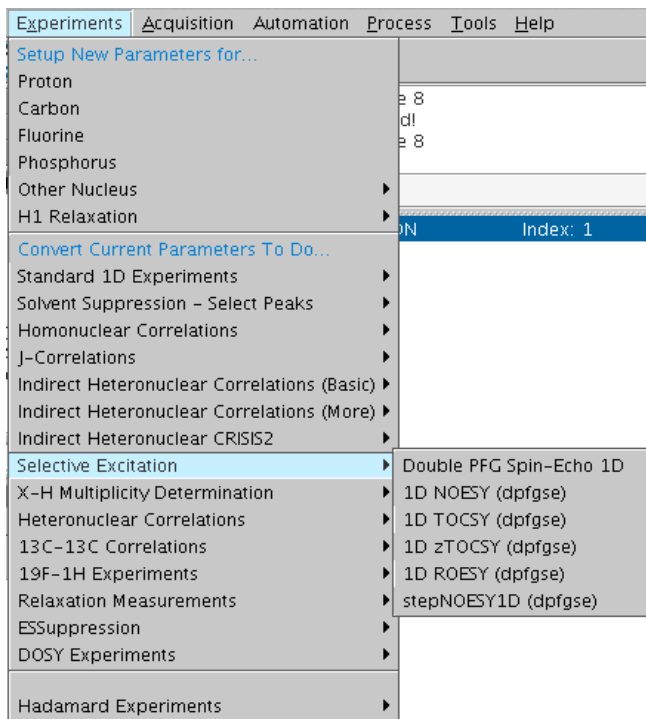 Experiments Acquisition Automation Process Tools Help
Setup New Parameters for...
Proton
Carbon
Fluorine
Phosphorus
Other Nucleus
H1 Relaxation
e 8
d!
e 8
ON Index: 1
Convert Current Parameters To Do...
Standard 1D Experiments
Solvent Suppression – Select Peaks
Homonuclear Correlations
J-Correlations
Indirect Heteronuclear Correlations (Basic)
Indirect Heteronuclear Correlations (More)
Indirect Heteronuclear CRISIS2
Selective Excitation
X-H Multiplicity Determination
Heteronuclear Correlations
13C-13C Correlations
19F-1H Experiments
Relaxation Measurements
ESSuppression
DOSY Experiments
Hadamard Experiments
Double PFG Spin-Echo 1D
1D NOESY (dpfgse)
1D TOCSY (dpfgse)
1D zTOCSY (dpfgse)
1D ROESY (dpfgse)
stepNOESY1D (dpfgse)